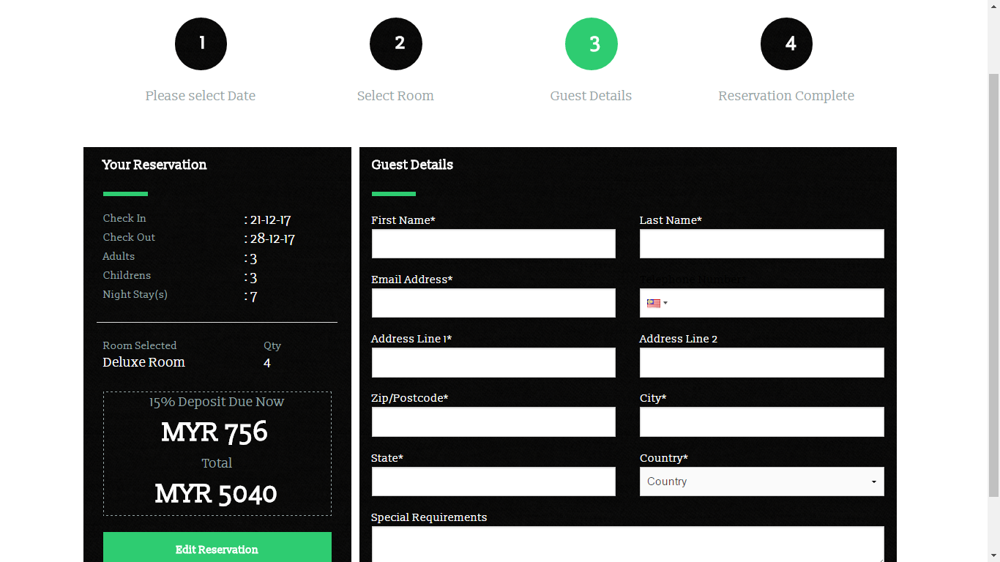 1
2
3
4
Please select Date
Select Room
Guest Details
Reservation Complete
Your Reservation
Check In : 21-12-17
Check Out : 28-12-17
Adults : 3
Childrens : 3
Night Stay(s) : 7
Room Selected Qty
Deluxe Room 4
15% Deposit Due Now
MYR 756
Total
MYR 5040
Edit Reservation
Guest Details
First Name*
Last Name*
Email Address*
Telephone Number*
Address Line 1*
Address Line 2
Zip/Postcode*
City*
State*
Country*
Country
Special Requirements